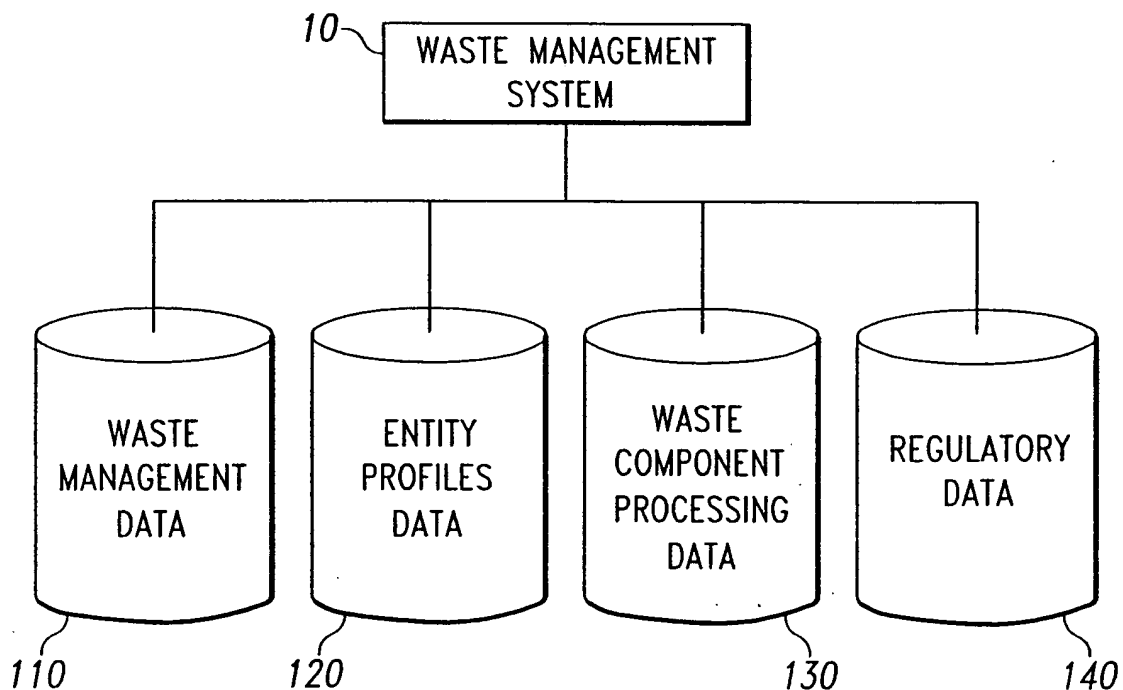 10
WASTE MANAGEMENT
SYSTEM
WASTE
MANAGEMENT
DATA
ENTITY
PROFILES
DATA
WASTE
COMPONENT
PROCESSING
DATA
REGULATORY
DATA
110
120
130
140